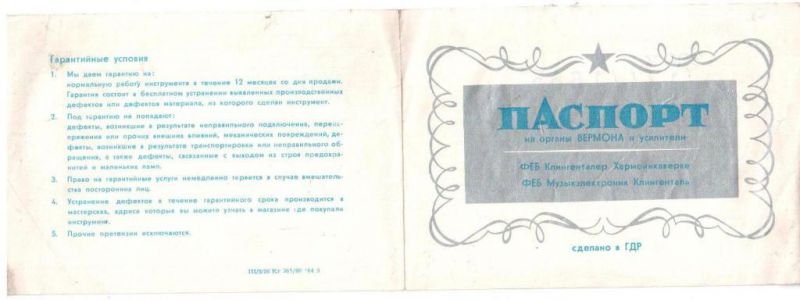 Гарантийные условия
1. Мы даем гарантию на:
нормальную работу инструмента в течение 12 месяцев со дня продажи.
Гарантия состоит в бесплатном устранении выявленных производственных
дефектов или дефектов материала, из которого сделан инструмент.
2. Под гарантию не попадают:
дефекты, возникшие в результате неправильного подключения, перена-
пряжения или прочих внешних влияний, механических повреждений, де-
фекты, возникшие в результате транспортировки или неправильного об-
ращения, а также дефекты, связанные с выходом из строя предохра-
нитей и маленьких ламп.
3. Право на гарантийные услуги немедленно теряется в случае вмешатель-
ства посторонних лиц.
4. Устранение дефектов в течение гарантийного срока производится в
мастерских, адреса которых вы можете узнать в магазине где покупали
инструмент.
5. Прочие претензии исключаются.
ПАСПОРТ
на органы ВЕРМОНА и усилители
ФЕБ Клингенталер Хармоникаверке
ФЕБ Музыкэлектроник Клингенталь
сделано в ГДР